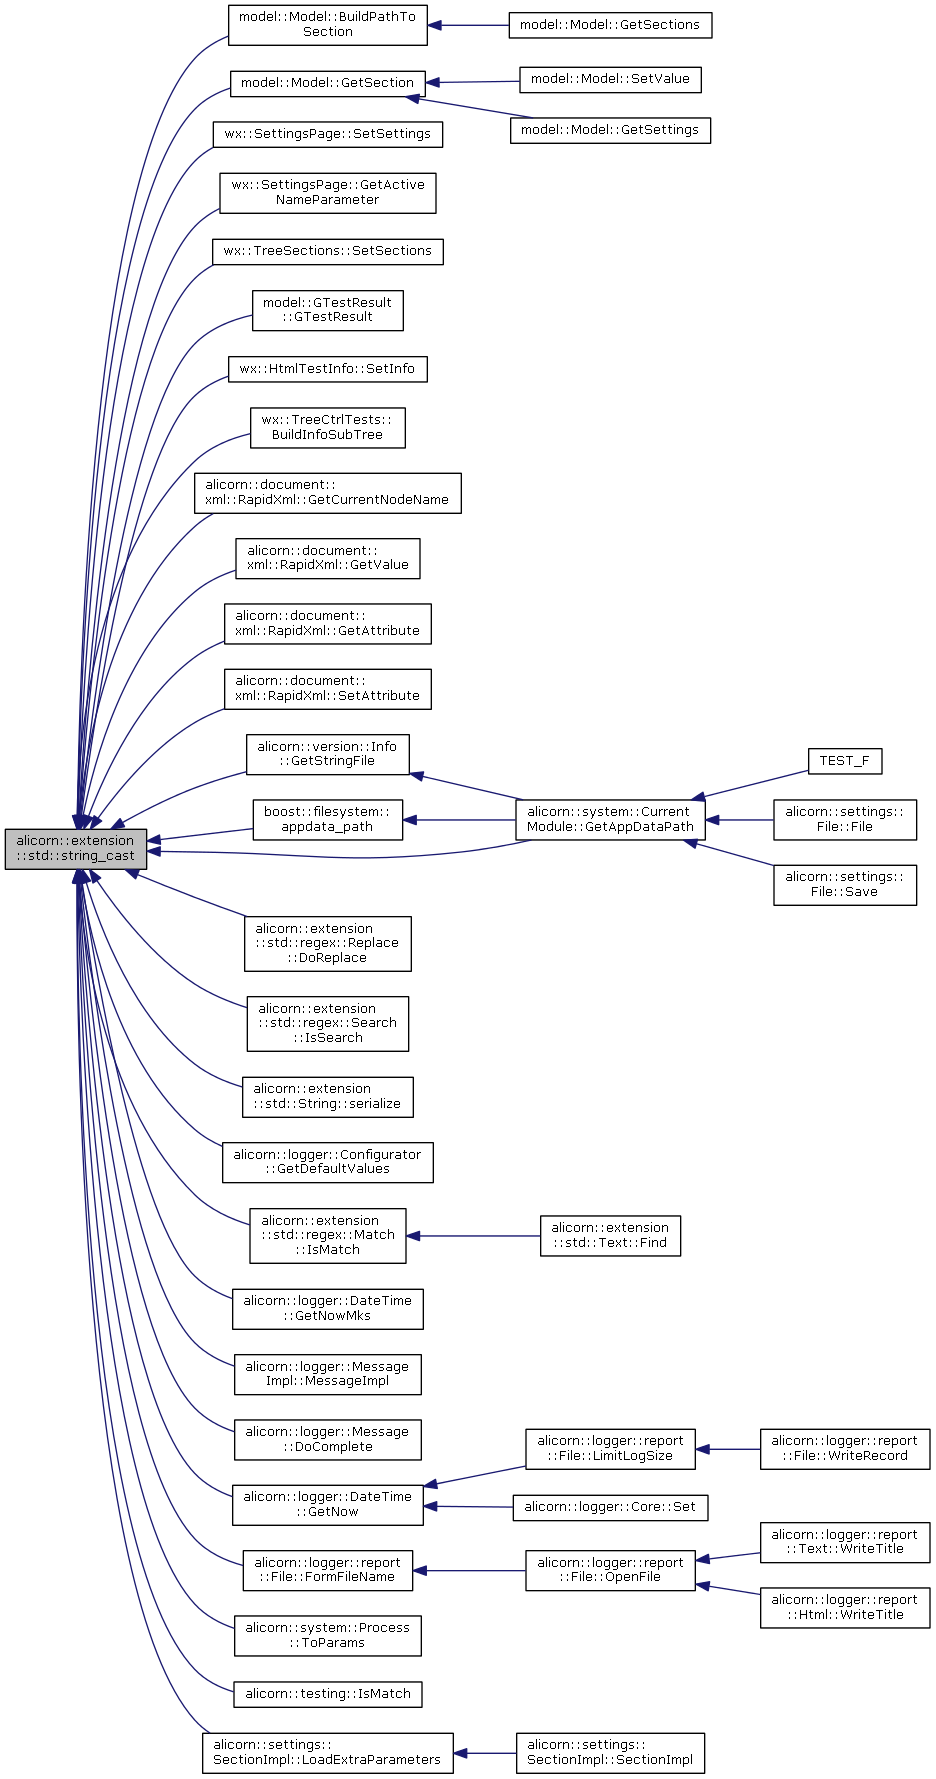 model::Model::BuildPathTo
Section
model::Model::GetSections
model::Model::GetSection
model::Model::SetValue
model::Model::GetSettings
wx::SettingsPage::SetSettings
wx::SettingsPage::GetActive
NameParameter
wx::TreeSections::SetSections
model::GTestResult
::GTestResult
wx::HtmlTestInfo::SetInfo
wx::TreeCtrlTests::
BuildInfoSubTree
alicorn::document::
xml::RapidXml::GetCurrentNodeName
alicorn::document::
xml::RapidXml::GetValue
alicorn::document::
xml::RapidXml::GetAttribute
alicorn::document::
xml::RapidXml::SetAttribute
alicorn::version::Info
::GetStringFile
TEST_F
boost::filesystem::
appdata_path
alicorn::system::Current
Module::GetAppDataPath
alicorn::settings::
File::File
alicorn::extension
::std::string_cast
alicorn::settings::
File::Save
alicorn::extension
::std::regex::Replace
::DoReplace
alicorn::extension
::std::regex::Search
::IsSearch
alicorn::extension
::std::String::serialize
alicorn::logger::Configurator
::GetDefaultValues
alicorn::extension
::std::regex::Match
::IsMatch
alicorn::extension
::std::Text::Find
alicorn::logger::DateTime
::GetNowMks
alicorn::logger::Message
Impl::MessageImpl
alicorn::logger::Message
::DoComplete
alicorn::logger::report
::File::LimitLogSize
alicorn::logger::report
::File::WriteRecord
alicorn::logger::DateTime
::GetNow
alicorn::logger::Core::Set
alicorn::logger::report
::Text::WriteTitle
alicorn::logger::report
::File::FormFileName
alicorn::logger::report
::File::OpenFile
alicorn::logger::report
::Html::WriteTitle
alicorn::system::Process
::ToParams
alicorn::testing::IsMatch
alicorn::settings::
SectionImpl::LoadExtraParameters
alicorn::settings::
SectionImpl::SectionImpl